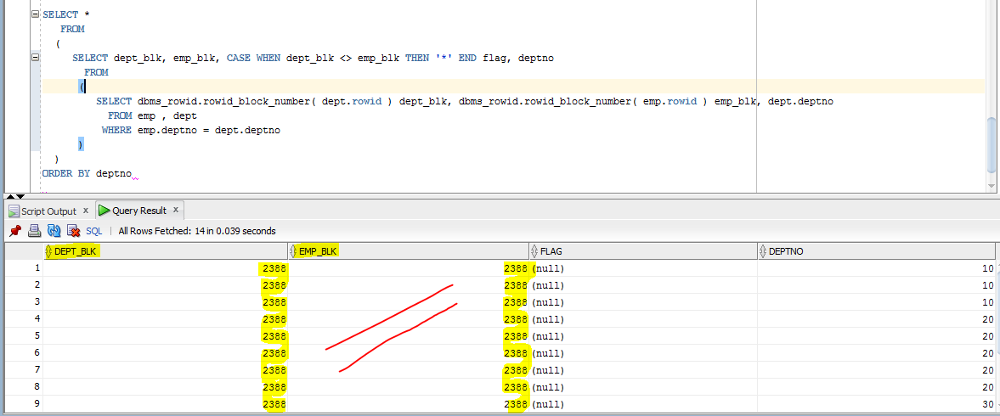 SELECT *
FROM
(
SELECT dept_blk, emp_blk, CASE WHEN dept_blk <> emp_blk THEN '*' END flag, deptno
FROM
(
SELECT dbms_rowid.rowid_block_number( dept.rowid ) dept_blk, dbms_rowid.rowid_block_number( emp.rowid ) emp_blk, dept.deptno
FROM emp , dept
WHERE emp.deptno = dept.deptno
)
)
ORDER BY deptno
Script Output x Query Result x
SQL | All Rows Fetched: 14 in 0.039 seconds
DEPT_BLK EMP_BLK FLAG DEPTNO
1 2388 2388 (null) 10
2 2388 2388 (null) 10
3 2388 2388 (null) 10
4 2388 2388 (null) 20
5 2388 2388 (null) 20
6 2388 2388 (null) 20
7 2388 2388 (null) 20
8 2388 2388 (null) 20
9 2388 2388 (null) 30